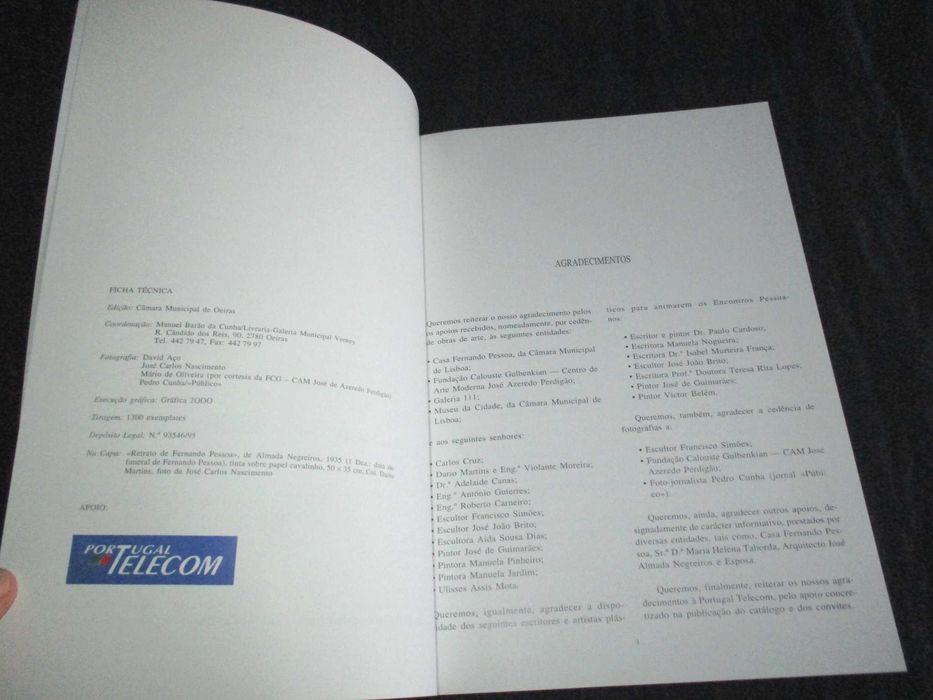 FICHA TÉCNICA
Edição: Câmara Municipal de Oeiras
Coordenação: Manuel Barão da Cunha/Livraria-Galeria Municipal Verney
R. Cândido dos Reis, 90, 2780 Oeiras
Tel. 442 79 47, Fax: 442 79 97
Fotografia: David Aço
José Carlos Nascimento
Mário de Oliveira (por cortesia da FCG – CAM José de Azeredo Perdigão)
Pedro Cunha/«Público»
Execução gráfica: Gráfica 2OOO
Tiragem: 1300 exemplares
Depósito Legal: N.º 93546/95
Na Capa: «Retrato de Fernando Pessoa», de Almada Negreiros, 1935 (1 Dez.: data do
funeral de Fernando Pessoa), tinta sobre papel cavalinho, 50 × 35 cm, Col. Dario
Martins, foto de José Carlos Nascimento
APOIO:
PORTUGAL
TELECOM
AGRADECIMENTOS
Queremos reiterar o nosso agradecimento pelos
os apoios recebidos, nomeadamente, por cedên-
de obras de arte, às seguintes entidades:
• Casa Fernando Pessoa, da Câmara Municipal
de Lisboa;
• Fundação Calouste Gulbenkian — Centro de
Arte Moderna José Azeredo Perdigão;
• Galeria 111;
• Museu da Cidade, da Câmara Municipal de
Lisboa;
e aos seguintes senhores:
• Carlos Cruz;
• Dario Martins e Eng.ª Violante Moreira;
• Dr.ª Adelaide Canas;
• Eng.º António Guterres;
• Eng.º Roberto Carneiro;
• Escultor Francisco Simões;
• Escultor José João Brito;
• Escultora Aida Sousa Dias;
• Pintor José de Guimarães;
• Pintora Manuela Pinheiro;
• Pintora Manuela Jardim;
• Ulisses Assis Mota.
Queremos, igualmente, agradecer a dispo-
idade dos seguintes escritores e artistas plás-
ticos para animarem os Encontros Pessoa-
nos:
• Escritor e pintor Dr. Paulo Cardoso;
• Escritora Manuela Nogueira;
• Escritora Dr.ª Isabel Murteira França;
• Escultor José João Brito;
• Escritora Prof.ª Doutora Teresa Rita Lopes;
• Pintor José de Guimarães;
• Pintor Victor Belém.
Queremos, também, agradecer a cedência de
fotografias a:
• Escultor Francisco Simões;
• Fundação Calouste Gulbenkian — CAM José
Azeredo Perdigão;
• Foto-jornalista Pedro Cunha (jornal «Públi-
co»).
Queremos, ainda, agradecer outros apoios, de-
signadamente de carácter informativo, prestados por
diversas entidades, tais como, Casa Fernando Pes-
soa, Sr.ª D.ª Maria Helena Taborda, Arquitecto José
Almada Negreiros e Esposa.
Queremos, finalmente, reiterar os nossos agra-
decimentos à Portugal Telecom, pelo apoio concre-
tizado na publicação do catálogo e dos convites.